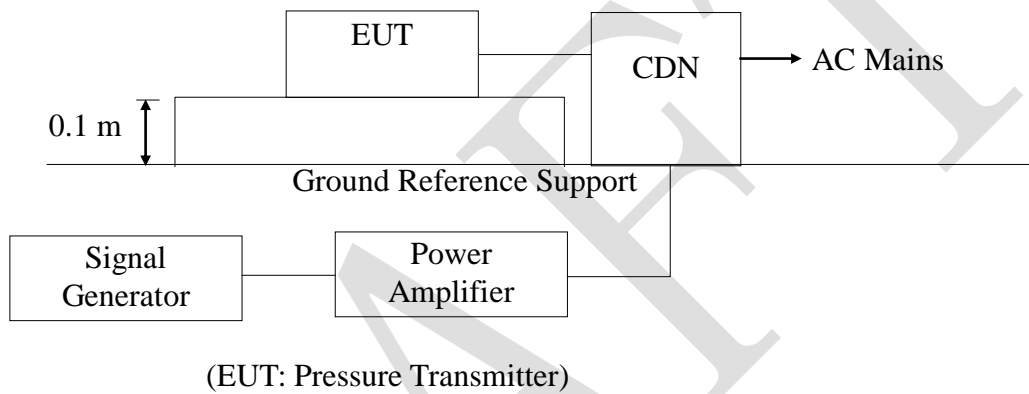 EUT
CDN
AC Mains
0.1 m
Ground Reference Support
Signal
Generator
Power
Amplifier
(EUT: Pressure Transmitter)